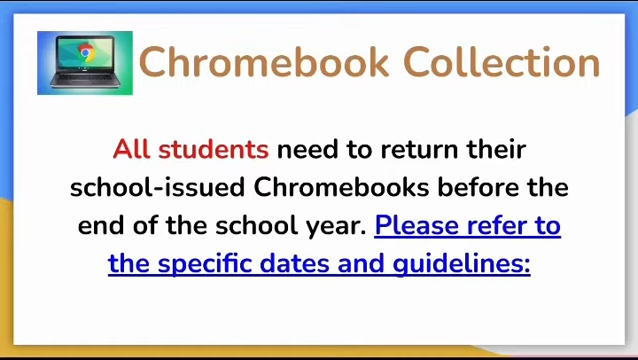 Chromebook Collection
All students need to return their
school-issued Chromebooks before the
end of the school year. Please refer to
the specific dates and guidelines: